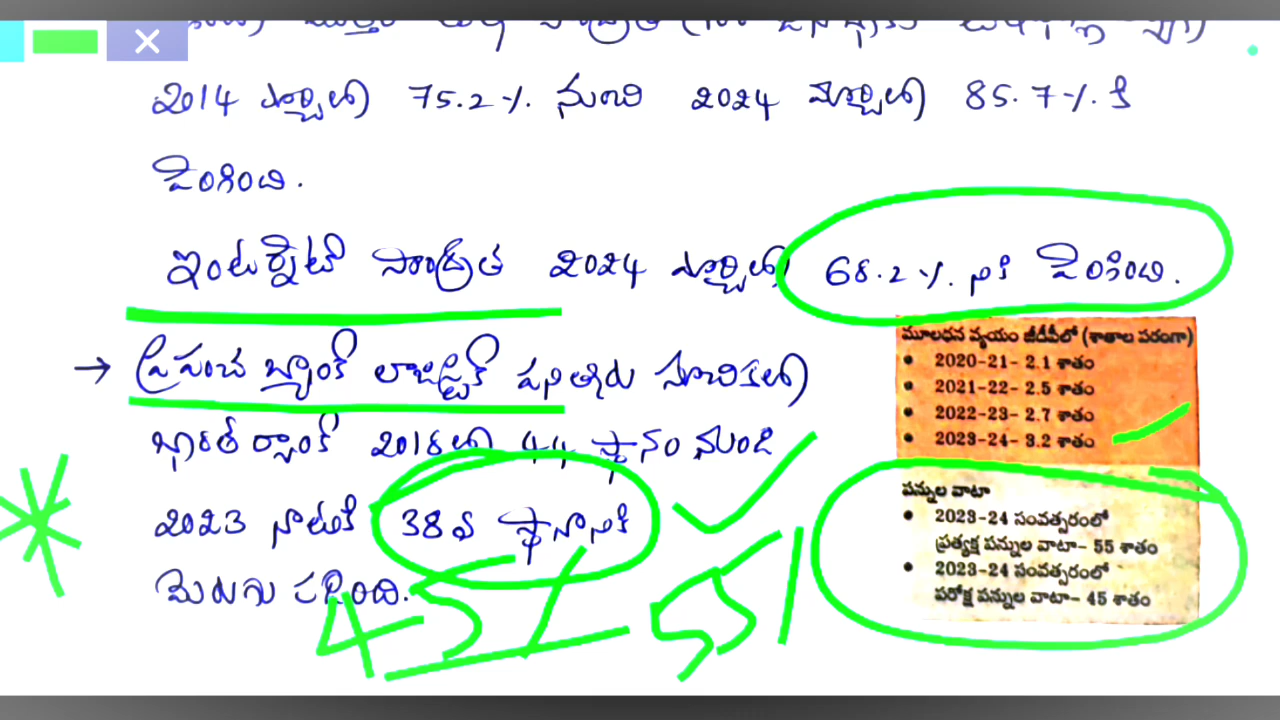 2014 మార్చిలో 75.2%. నుంచి 2024 మార్చిలో 85.7%. కి
పెరిగింది.
ఇంటర్నెట్ సాంద్రత 2024 మార్చిలో 68.2%. నికి పెరిగింది.
→ ప్రపంచ బ్యాంక్ లాజిస్టిక్ పనితీరు సూచికలో
భారత్ ర్యాంక్ 2018లో 44 స్థానం నుండి
2023 నాటికి 38వ స్థానానికి
మెరుగు పడింది.
మూలధన వ్యయం జీడీపీలో (శాతాల పరంగా)
• 2020-21- 2.1 శాతం
• 2021-22- 2.5 శాతం
• 2022-23- 2.7 శాతం
• 2023-24- 3.2 శాతం
పన్నుల వాటా
• 2023-24 సంవత్సరంలో
ప్రత్యక్ష పన్నుల వాటా- 55 శాతం
• 2023-24 సంవత్సరంలో
పరోక్ష పన్నుల వాటా- 45 శాతం